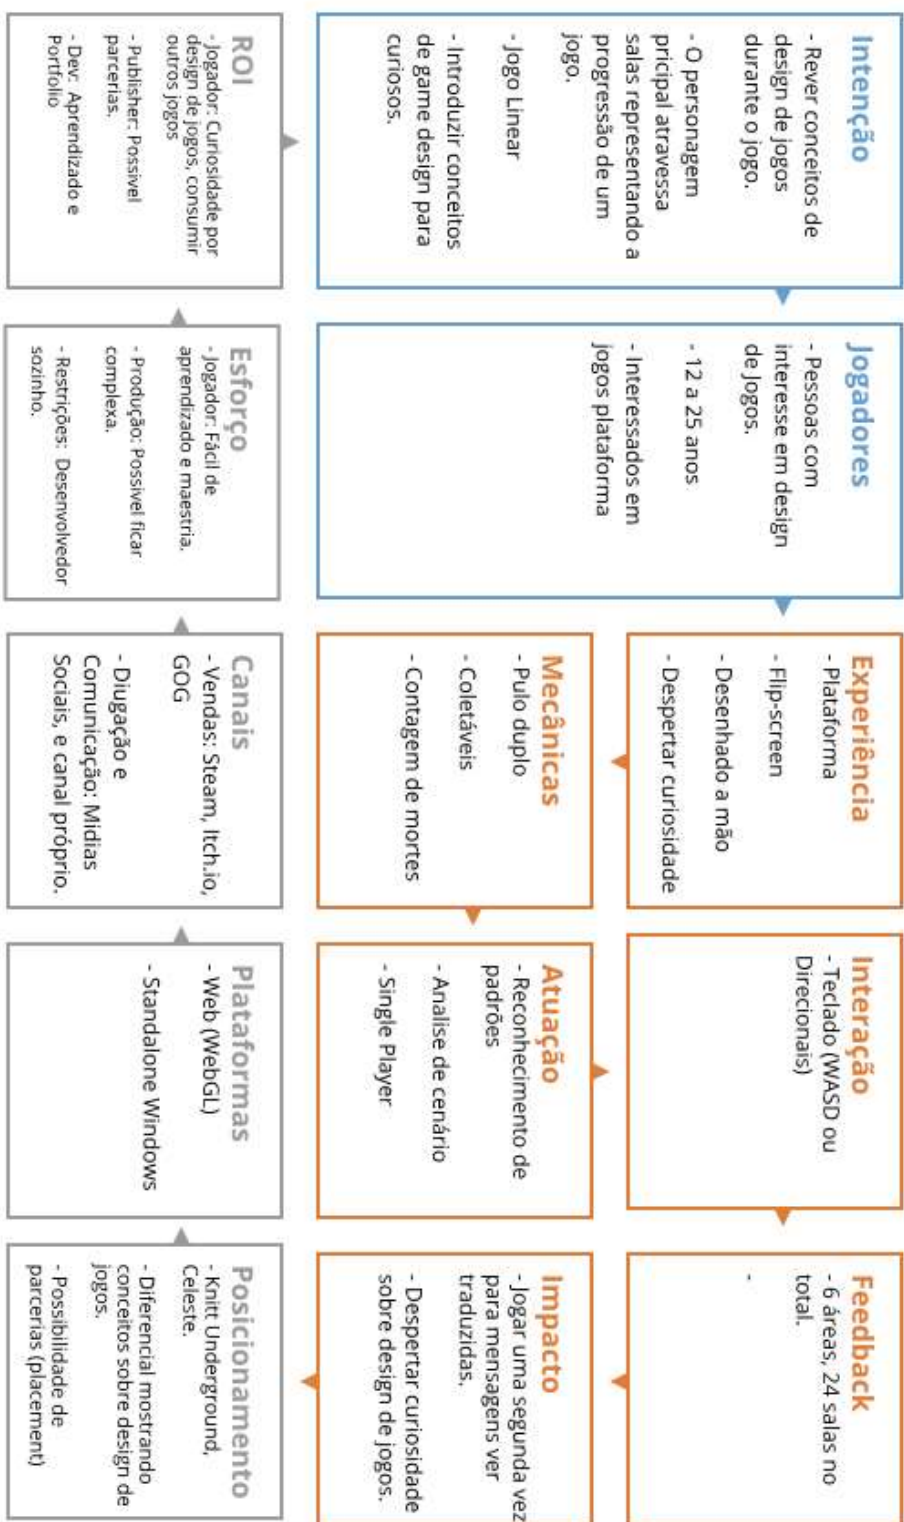 Intenção
- Rever conceitos de
design de jogos
durante o jogo.
- O personagem
pricipal atravessa
salas representando a
progressão de um
jogo.
- Jogo Linear
- Introduzir conceitos
de game design para
curiosos.
Jogadores
- Pessoas com
interesse em design
de Jogos.
- 12 a 25 anos
- Interessados em
jogos plataforma
Experiência
- Plataforma
- Flip-screen
- Desenhado a mão
- Despertar curiosidade
Interação
- Teclado (WASD ou
Direcionais)
Feedback
- 6 áreas, 24 salas no
total.
-
Mecânicas
- Pulo duplo
- Coletáveis
- Contagem de mortes
Atuação
- Reconhecimento de
padrões
- Analise de cenário
- Single Player
Impacto
- Jogar uma segunda vez
para mensagens ver
traduzidas.
- Despertar curiosidade
sobre design de jogos.
ROI
- Jogador: Curiosidade por
design de jogos, consumir
outros jogos
- Publisher: Possivel
parcerias.
- Dev: Aprendizado e
Portfolio
Esforço
- Jogador: Fácil de
aprendizado e maestria.
- Produção: Possivel ficar
complexa.
- Restrições: Desenvolvedor
sozinho.
Canais
- Vendas: Steam, Itch.io,
GOG
- Diugação e
Comunicação: Midias
Sociais, e canal próprio.
Plataformas
- Web (WebGL)
- Standalone Windows
Posicionamento
- Knitt Underground,
Celeste.
- Diferencial mostrando
conceitos sobre design de
jogos.
- Possibilidade de
parcerias (placement)